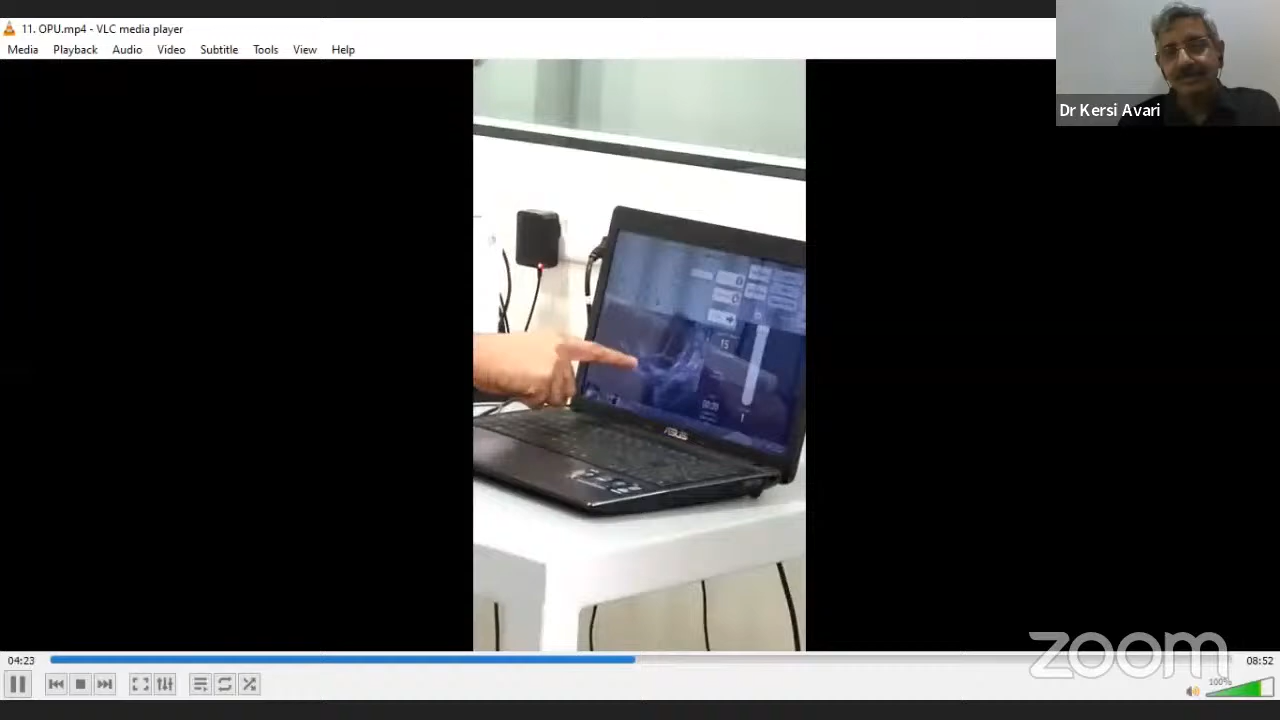 11. OPU.mp4 - VLC media player
Media Playback Audio Video Subtitle Tools View Help
Dr Kersi Avari
15
ASUS
04:23
08:52
100%
zoom